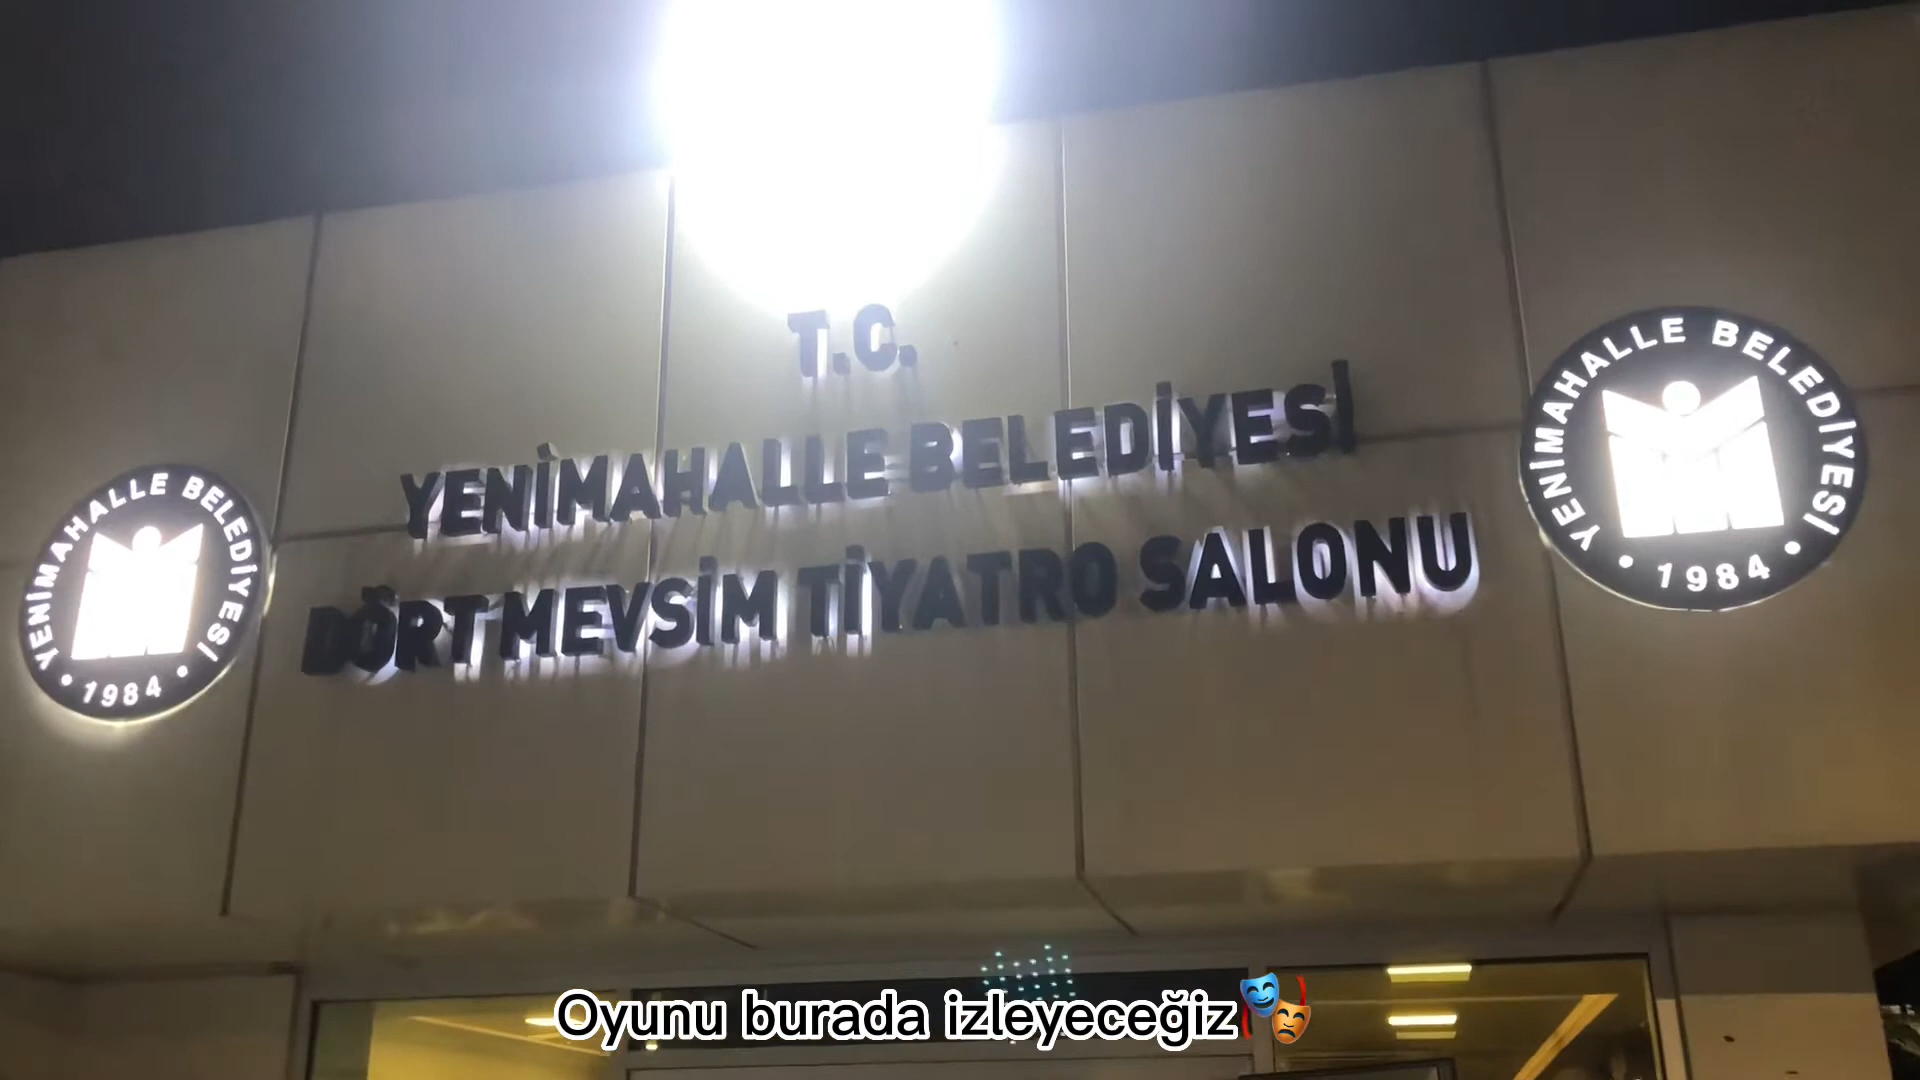 T.C.
YENİMAHALLE BELEDİYESİ
DÖRT MEVSİM TİYATRO SALONU
YENİMAHALLE BELEDİYESİ
• 1984 •
YENİMAHALLE BELEDİYESİ
• 1984 •
Oyunu burada izleyeceğiz🎭